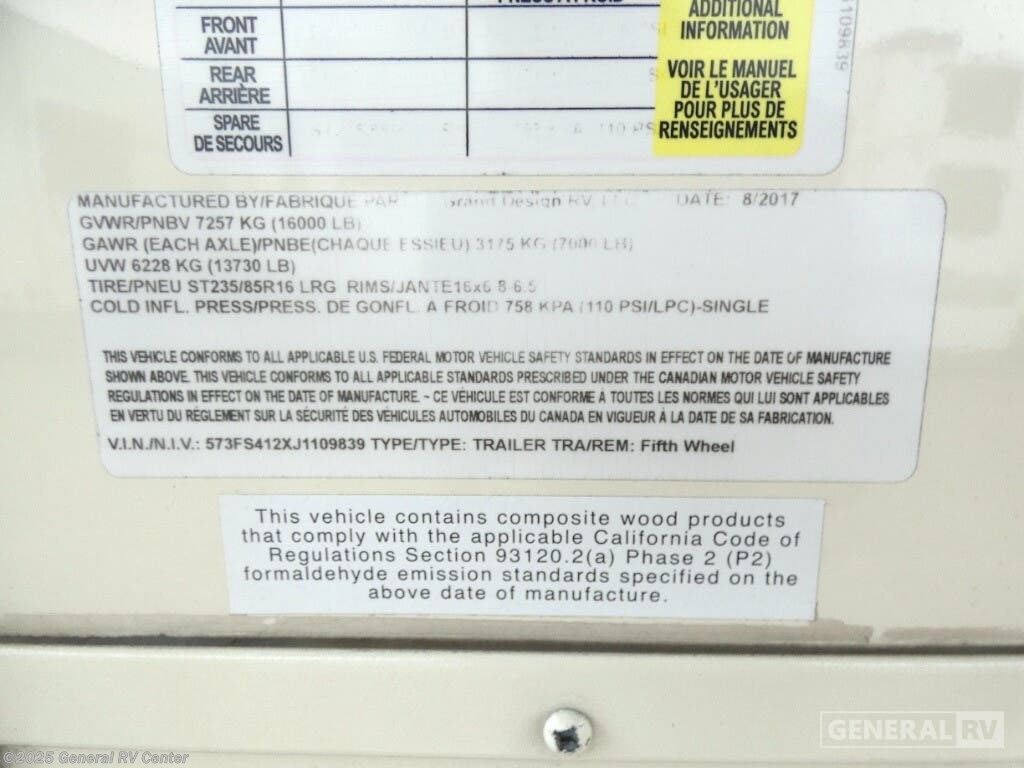 PRESS A FROID
ADDITIONAL
INFORMATION
FRONT
AVANT
REAR
ARRIÈRE
SPARE
DE SECOURS
110 PS
VOIR LE MANUEL
DE L'USAGER
POUR PLUS DE
RENSEIGNEMENTS
1109839
MANUFACTURED BY/FABRIQUE PAR Grand Design RV, LLC DATE: 8/2017
GVWR/PNBV 7257 KG (16000 LB)
GAWR (EACH AXLE)/PNBE(CHAQUE ESSIEU) 3175 KG (7000 LB)
UVW 6228 KG (13730 LB)
TIRE/PNEU ST235/85R16 LRG RIMS/JANTE16x6 8-6.5
COLD INFL. PRESS/PRESS. DE GONFL. A FROID 758 KPA (110 PSI/LPC)-SINGLE
THIS VEHICLE CONFORMS TO ALL APPLICABLE U.S. FEDERAL MOTOR VEHICLE SAFETY STANDARDS IN EFFECT ON THE DATE OF MANUFACTURE
SHOWN ABOVE. THIS VEHICLE CONFORMS TO ALL APPLICABLE STANDARDS PRESCRIBED UNDER THE CANADIAN MOTOR VEHICLE SAFETY
REGULATIONS IN EFFECT ON THE DATE OF MANUFACTURE. ~ CE VÉHICULE EST CONFORME À TOUTES LES NORMES QUI LUI SONT APPLICABLES
EN VERTU DU RÈGLEMENT SUR LA SÉCURITÉ DES VÉHICULES AUTOMOBILES DU CANADA EN VIGUEUR À LA DATE DE SA FABRICATION.
V.I.N./N.I.V.: 573FS412XJ1109839 TYPE/TYPE: TRAILER TRA/REM: Fifth Wheel
This vehicle contains composite wood products
that comply with the applicable California Code of
Regulations Section 93120.2(a) Phase 2 (P2)
formaldehyde emission standards specified on the
above date of manufacture.
GENERAL RV
©2025 General RV Center